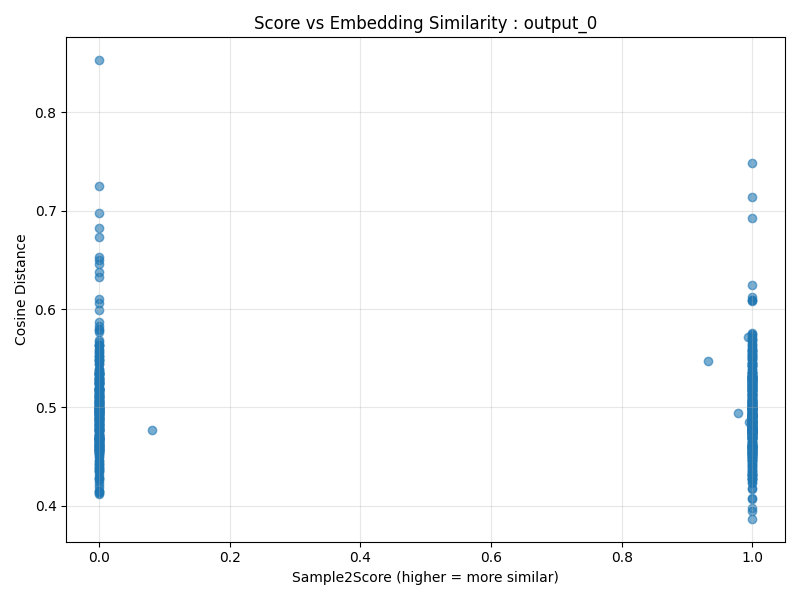 Score vs Embedding Similarity : output_0
0.8
0.7
0.6
0.5
0.4
Cosine Distance
0.0 0.2 0.4 0.6 0.8 1.0
Sample2Score (higher = more similar)